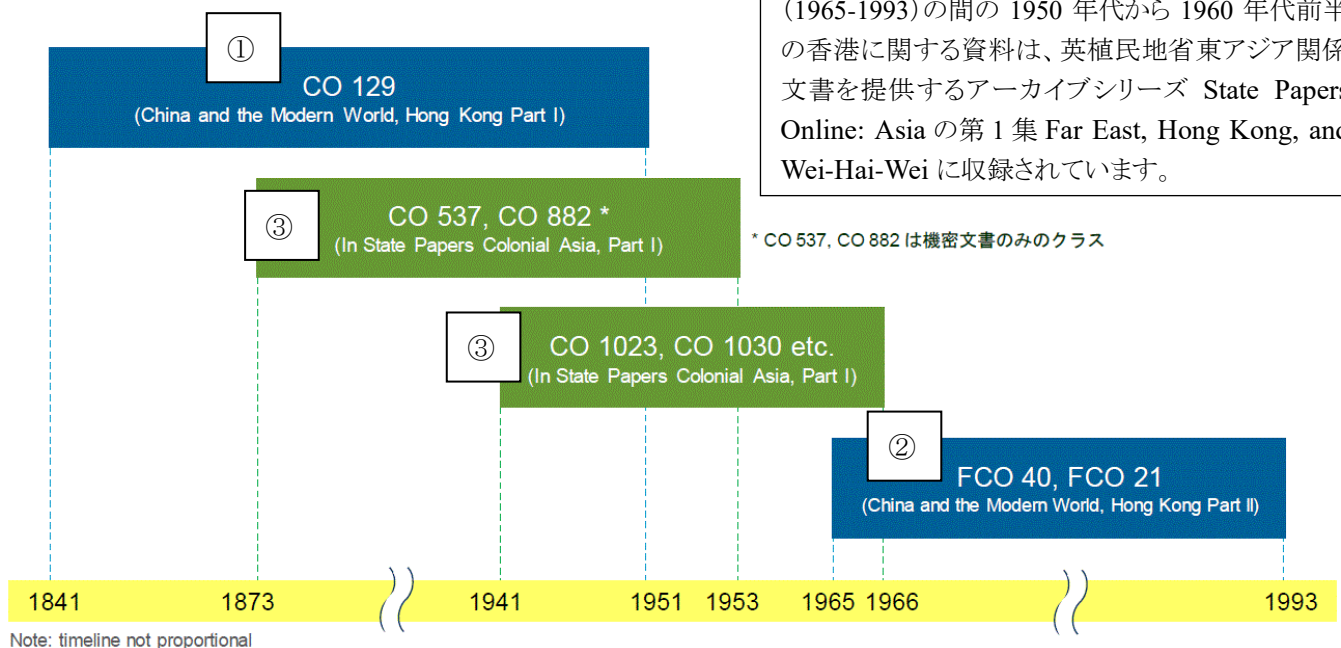 (1965-1993)の間の 1950 年代から 1960 年代前半
の香港に関する資料は、英植民地省東アジア関係
文書を提供するアーカイブシリーズ State Papers
Online: Asia の第 1 集 Far East, Hong Kong, and
Wei-Hai-Wei に収録されています。
①
CO 129
(China and the Modern World, Hong Kong Part I)
③
CO 537, CO 882 *
(In State Papers Colonial Asia, Part I)
* CO 537, CO 882 は機密文書のみのクラス
③
CO 1023, CO 1030 etc.
(In State Papers Colonial Asia, Part I)
②
FCO 40, FCO 21
(China and the Modern World, Hong Kong Part II)
1841 1873 1941 1951 1953 1965 1966 1993
Note: timeline not proportional